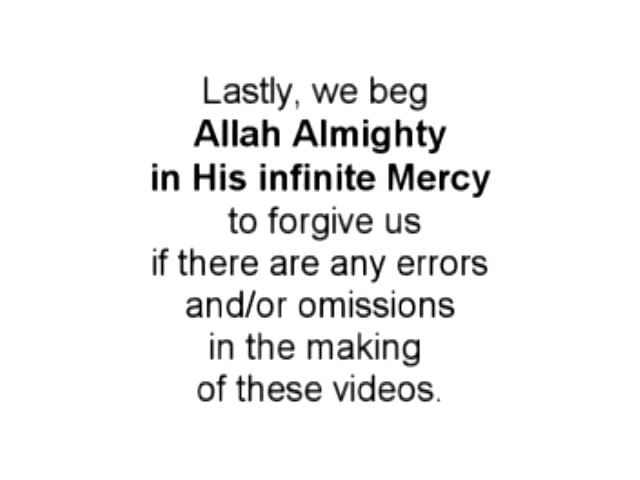 Lastly, we beg
Allah Almighty
in His infinite Mercy
to forgive us
if there are any errors
and/or omissions
in the making
of these videos.